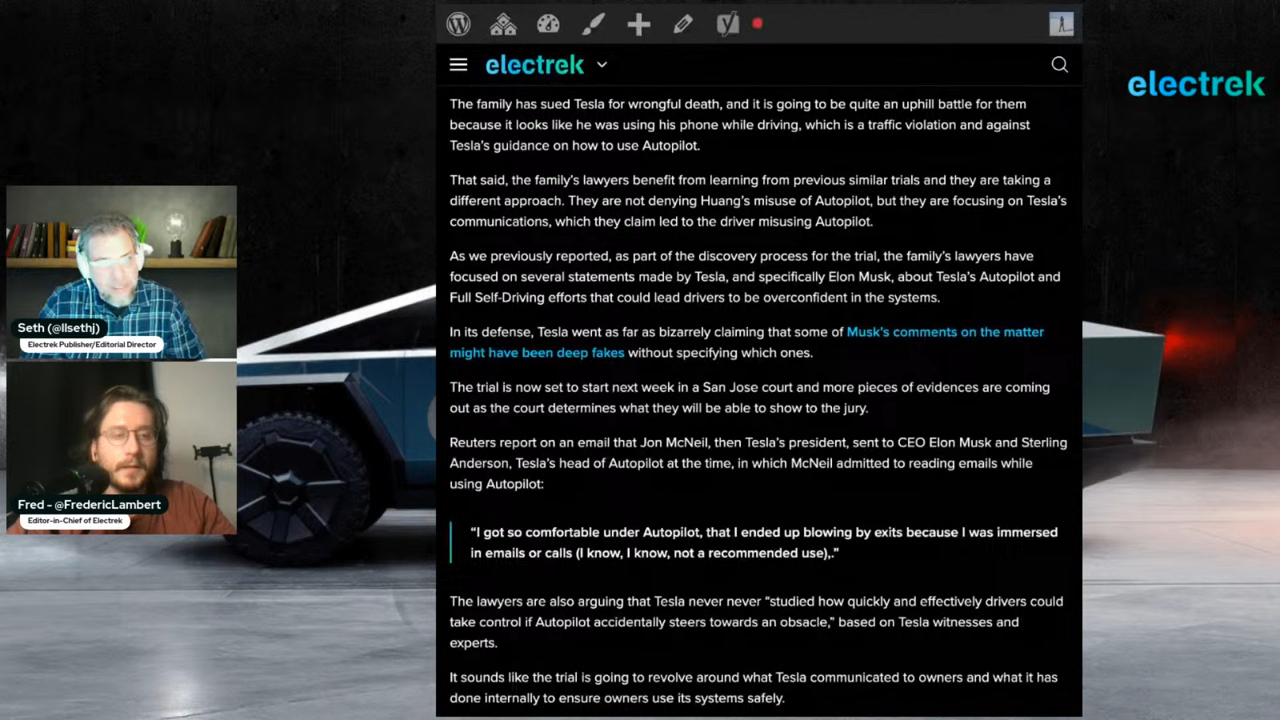 electrek
electrek
The family has sued Tesla for wrongful death, and it is going to be quite an uphill battle for them
because it looks like he was using his phone while driving, which is a traffic violation and against
Tesla's guidance on how to use Autopilot.
That said, the family's lawyers benefit from learning from previous similar trials and they are taking a
different approach. They are not denying Huang's misuse of Autopilot, but they are focusing on Tesla's
communications, which they claim led to the driver misusing Autopilot.
As we previously reported, as part of the discovery process for the trial, the family's lawyers have
focused on several statements made by Tesla, and specifically Elon Musk, about Tesla's Autopilot and
Full Self-Driving efforts that could lead drivers to be overconfident in the systems.
In its defense, Tesla went as far as bizarrely claiming that some of Musk's comments on the matter
might have been deep fakes without specifying which ones.
The trial is now set to start next week in a San Jose court and more pieces of evidences are coming
out as the court determines what they will be able to show to the jury.
Reuters report on an email that Jon McNeil, then Tesla's president, sent to CEO Elon Musk and Sterling
Anderson, Tesla's head of Autopilot at the time, in which McNeil admitted to reading emails while
using Autopilot:
"I got so comfortable under Autopilot, that I ended up blowing by exits because I was immersed
in emails or calls (I know, I know, not a recommended use),."
The lawyers are also arguing that Tesla never never "studied how quickly and effectively drivers could
take control if Autopilot accidentally steers towards an obsacle," based on Tesla witnesses and
experts.
It sounds like the trial is going to revolve around what Tesla communicated to owners and what it has
done internally to ensure owners use its systems safely.
Seth (@llsethj)
Electrek Publisher/Editorial Director
Fred - @FredericLambert
Editor-in-Chief of Electrek